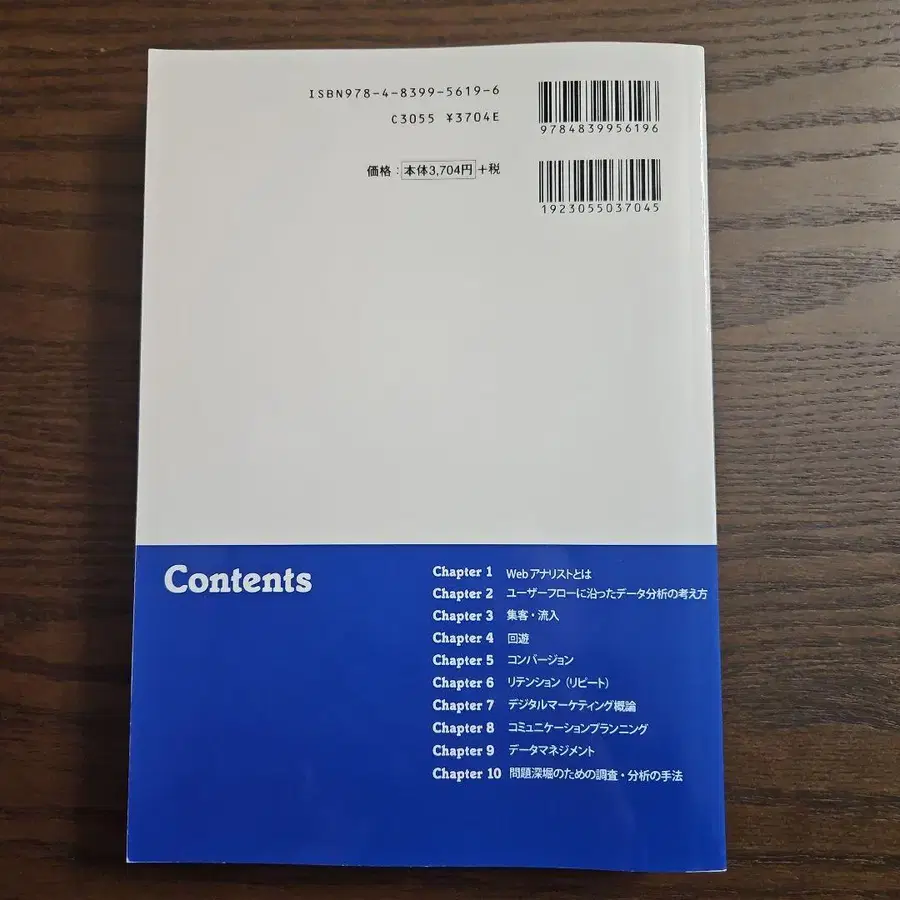 ISBN978-4-8399-5619-6
C3055 ¥3704E
9784839956196
価格：本体3,704円+税
1923055037045
Contents
Chapter 1 Webアナリストとは
Chapter 2 ユーザーフローに沿ったデータ分析の考え方
Chapter 3 集客・流入
Chapter 4 回遊
Chapter 5 コンバージョン
Chapter 6 リテンション（リピート）
Chapter 7 デジタルマーケティング概論
Chapter 8 コミュニケーションプランニング
Chapter 9 データマネジメント
Chapter 10 問題深堀のための調査・分析の手法